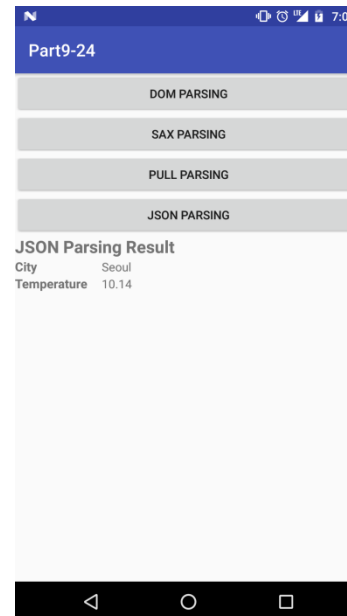 LTE 7:0
Part9-24
DOM PARSING
SAX PARSING
PULL PARSING
JSON PARSING
JSON Parsing Result
City Seoul
Temperature 10.14